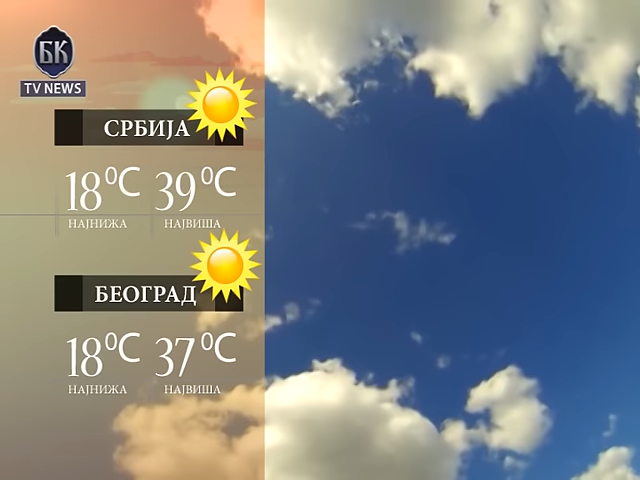 БК
TV NEWS
СРБИЈА
18°C 39°C
НАЈНИЖА НАЈВИША
БЕОГРАД
18°C 37°C
НАЈНИЖА НАЈВИША